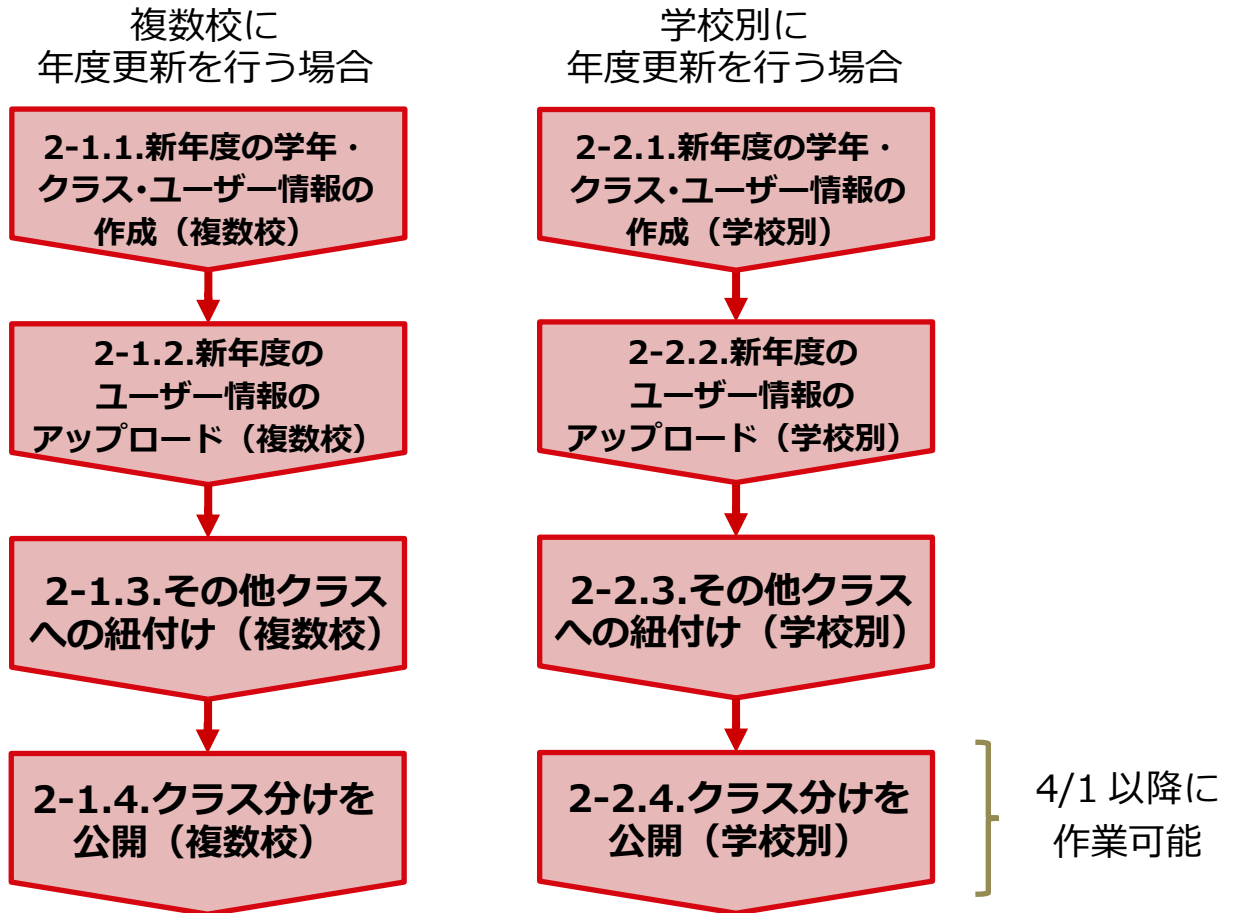 複数校に
年度更新を行う場合
2-1.1.新年度の学年・
クラス・ユーザー情報の
作成（複数校）
2-1.2.新年度の
ユーザー情報の
アップロード（複数校）
2-1.3.その他クラス
への紐付け（複数校）
2-1.4.クラス分けを
公開（複数校）
学校別に
年度更新を行う場合
2-2.1.新年度の学年・
クラス・ユーザー情報の
作成（学校別）
2-2.2.新年度の
ユーザー情報の
アップロード（学校別）
2-2.3.その他クラス
への紐付け（学校別）
2-2.4.クラス分けを
公開（学校別）
4/1 以降に
作業可能